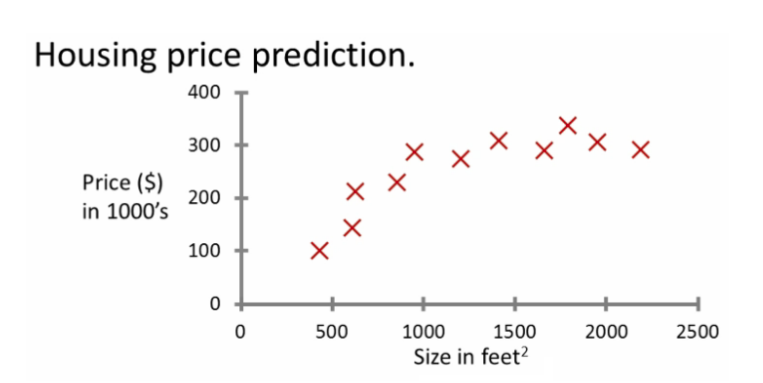 Housing price prediction.
400
300
Price ($)
in 1000’s
200
100
0
0 500 1000 1500 2000 2500
Size in feet²